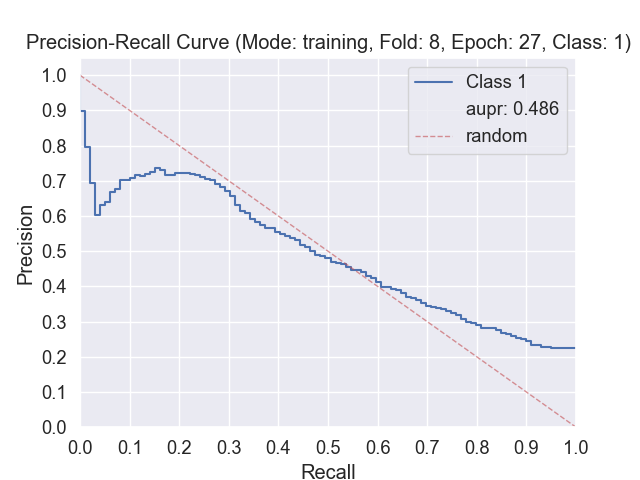 Precision-Recall Curve (Mode: training, Fold: 8, Epoch: 27, Class: 1)
Class 1
aupr: 0.486
random
Precision
1.0
0.9
0.8
0.7
0.6
0.5
0.4
0.3
0.2
0.1
0.0
0.0 0.1 0.2 0.3 0.4 0.5 0.6 0.7 0.8 0.9 1.0
Recall